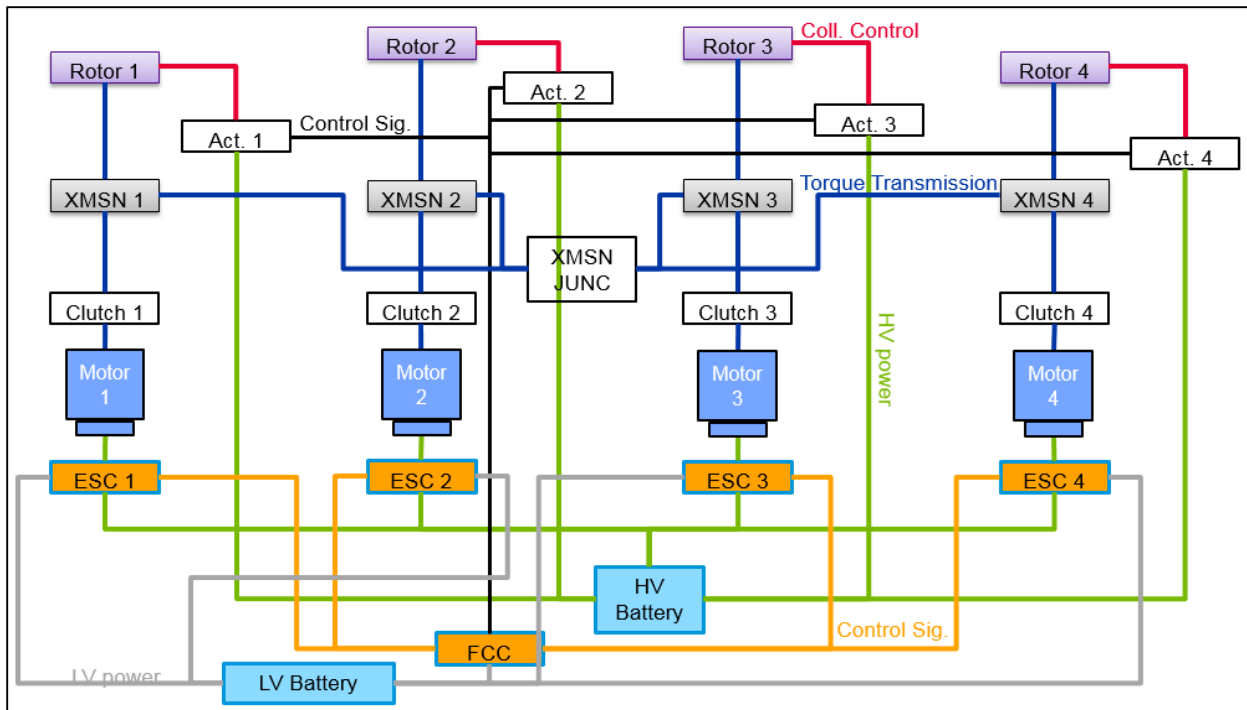 Rotor 1
Rotor 2
Rotor 3
Coll. Control
Rotor 4
Act. 1
Control Sig.
Act. 2
Act. 3
Act. 4
XMSN 1
XMSN 2
XMSN 3
Torque Transmission
XMSN 4
XMSN
JUNC
Clutch 1
Clutch 2
Clutch 3
Clutch 4
HV power
Motor
1
Motor
2
Motor
3
Motor
4
ESC 1
ESC 2
ESC 3
ESC 4
HV
Battery
Control Sig.
FCC
LV power
LV Battery